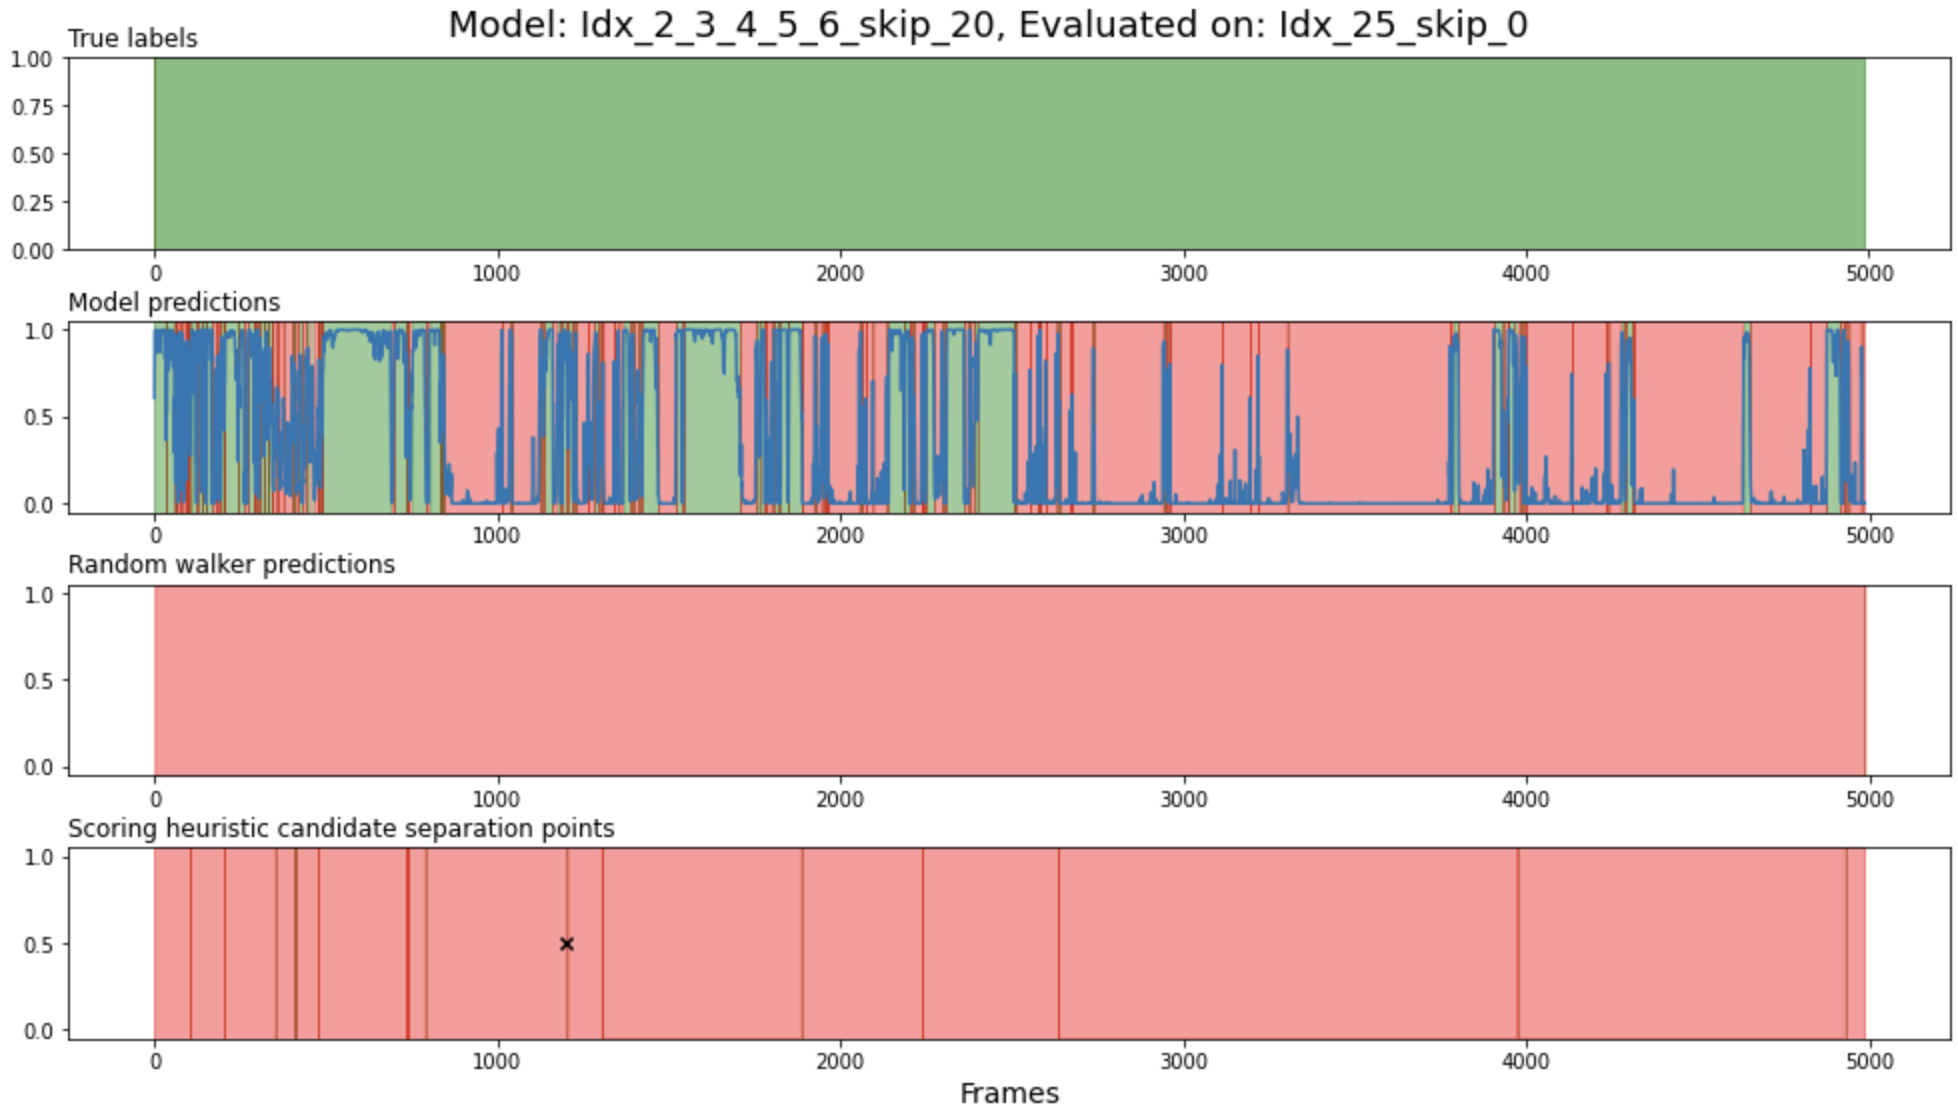 Model: Idx_2_3_4_5_6_skip_20, Evaluated on: Idx_25_skip_0
True labels
1.00
0.75
0.50
0.25
0.00
0 1000 2000 3000 4000 5000
Model predictions
1.0
0.5
0.0
0 1000 2000 3000 4000 5000
Random walker predictions
1.0
0.5
0.0
0 1000 2000 3000 4000 5000
Scoring heuristic candidate separation points
1.0
0.5
0.0
0 1000 2000 3000 4000 5000
Frames